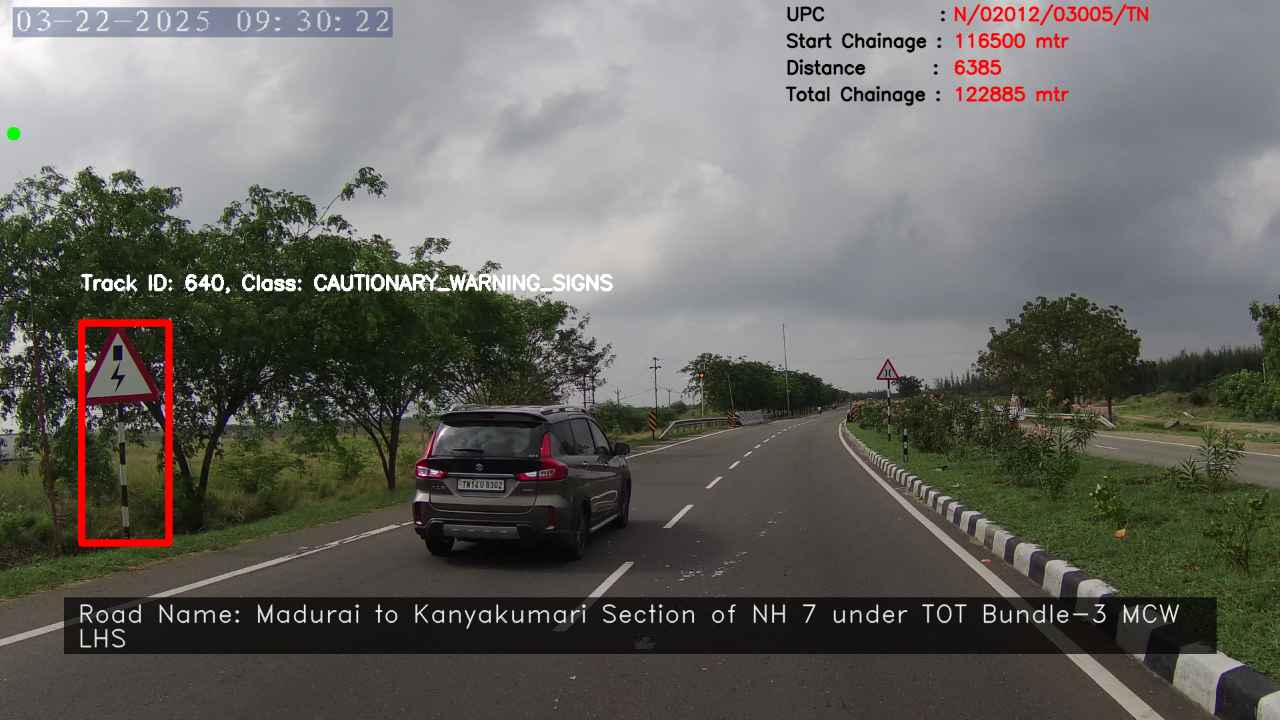 03-22-2025 09:30:22
UPC : N/02012/03005/TN
Start Chainage : 116500 mtr
Distance : 6385
Total Chainage : 122885 mtr
Track ID: 640, Class: CAUTIONARY_WARNING_SIGNS
TN14U8302
Road Name: Madurai to Kanyakumari Section of NH 7 under TOT Bundle-3 MCW
LHS